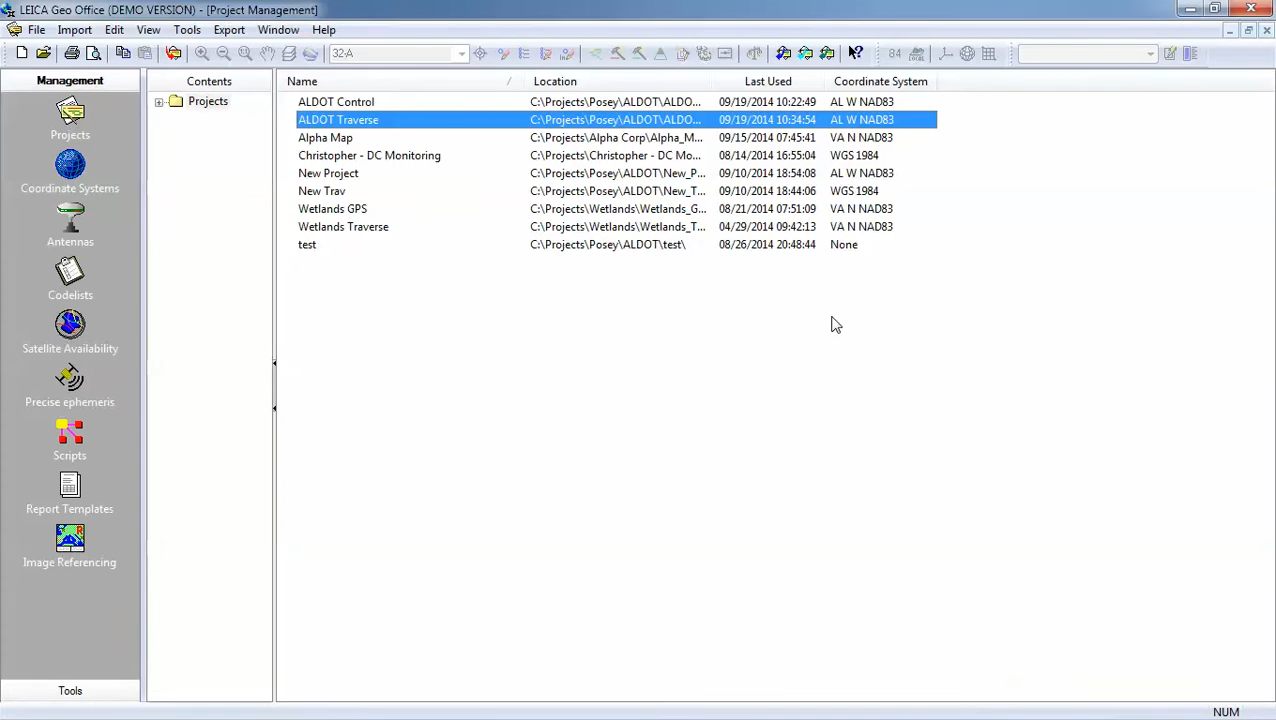 LEICA Geo Office (DEMO VERSION) - [Project Management]
File Import Edit View Tools Export Window Help
32-A
84
Management
Projects
Coordinate Systems
Antennas
Codelists
Satellite Availability
Precise ephemeris
Scripts
Report Templates
Image Referencing
Tools
Contents
Projects
Name Location Last Used Coordinate System
ALDOT Control C:\Projects\Posey\ALDOT\ALDO... 09/19/2014 10:22:49 AL W NAD83
ALDOT Traverse C:\Projects\Posey\ALDOT\ALDO... 09/19/2014 10:34:54 AL W NAD83
Alpha Map C:\Projects\Alpha Corp\Alpha_M... 09/15/2014 07:45:41 VA N NAD83
Christopher - DC Monitoring C:\Projects\Christopher - DC Mo... 08/14/2014 16:55:04 WGS 1984
New Project C:\Projects\Posey\ALDOT\New_P... 09/10/2014 18:54:08 AL W NAD83
New Trav C:\Projects\Posey\ALDOT\New_T... 09/10/2014 18:44:06 WGS 1984
Wetlands GPS C:\Projects\Wetlands\Wetlands_G... 08/21/2014 07:51:09 VA N NAD83
Wetlands Traverse C:\Projects\Wetlands\Wetlands_T... 04/29/2014 09:42:13 VA N NAD83
test C:\Projects\Posey\ALDOT\test\ 08/26/2014 20:48:44 None
NUM